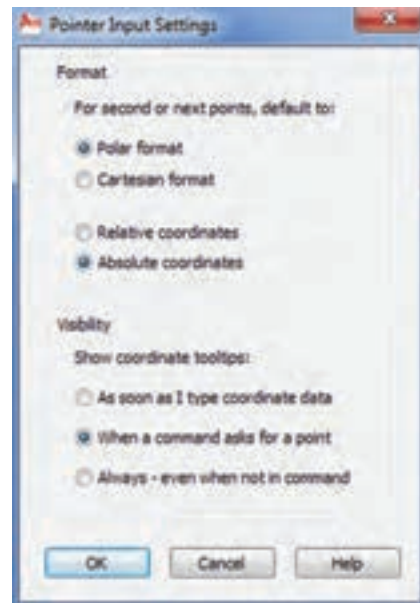 Pointer Input Settings
Format
For second or next points, default to:
Polar format
Cartesian format
Relative coordinates
Absolute coordinates
Visibility
Show coordinate tooltips:
As soon as I type coordinate data
When a command asks for a point
Always - even when not in command
OK
Cancel
Help